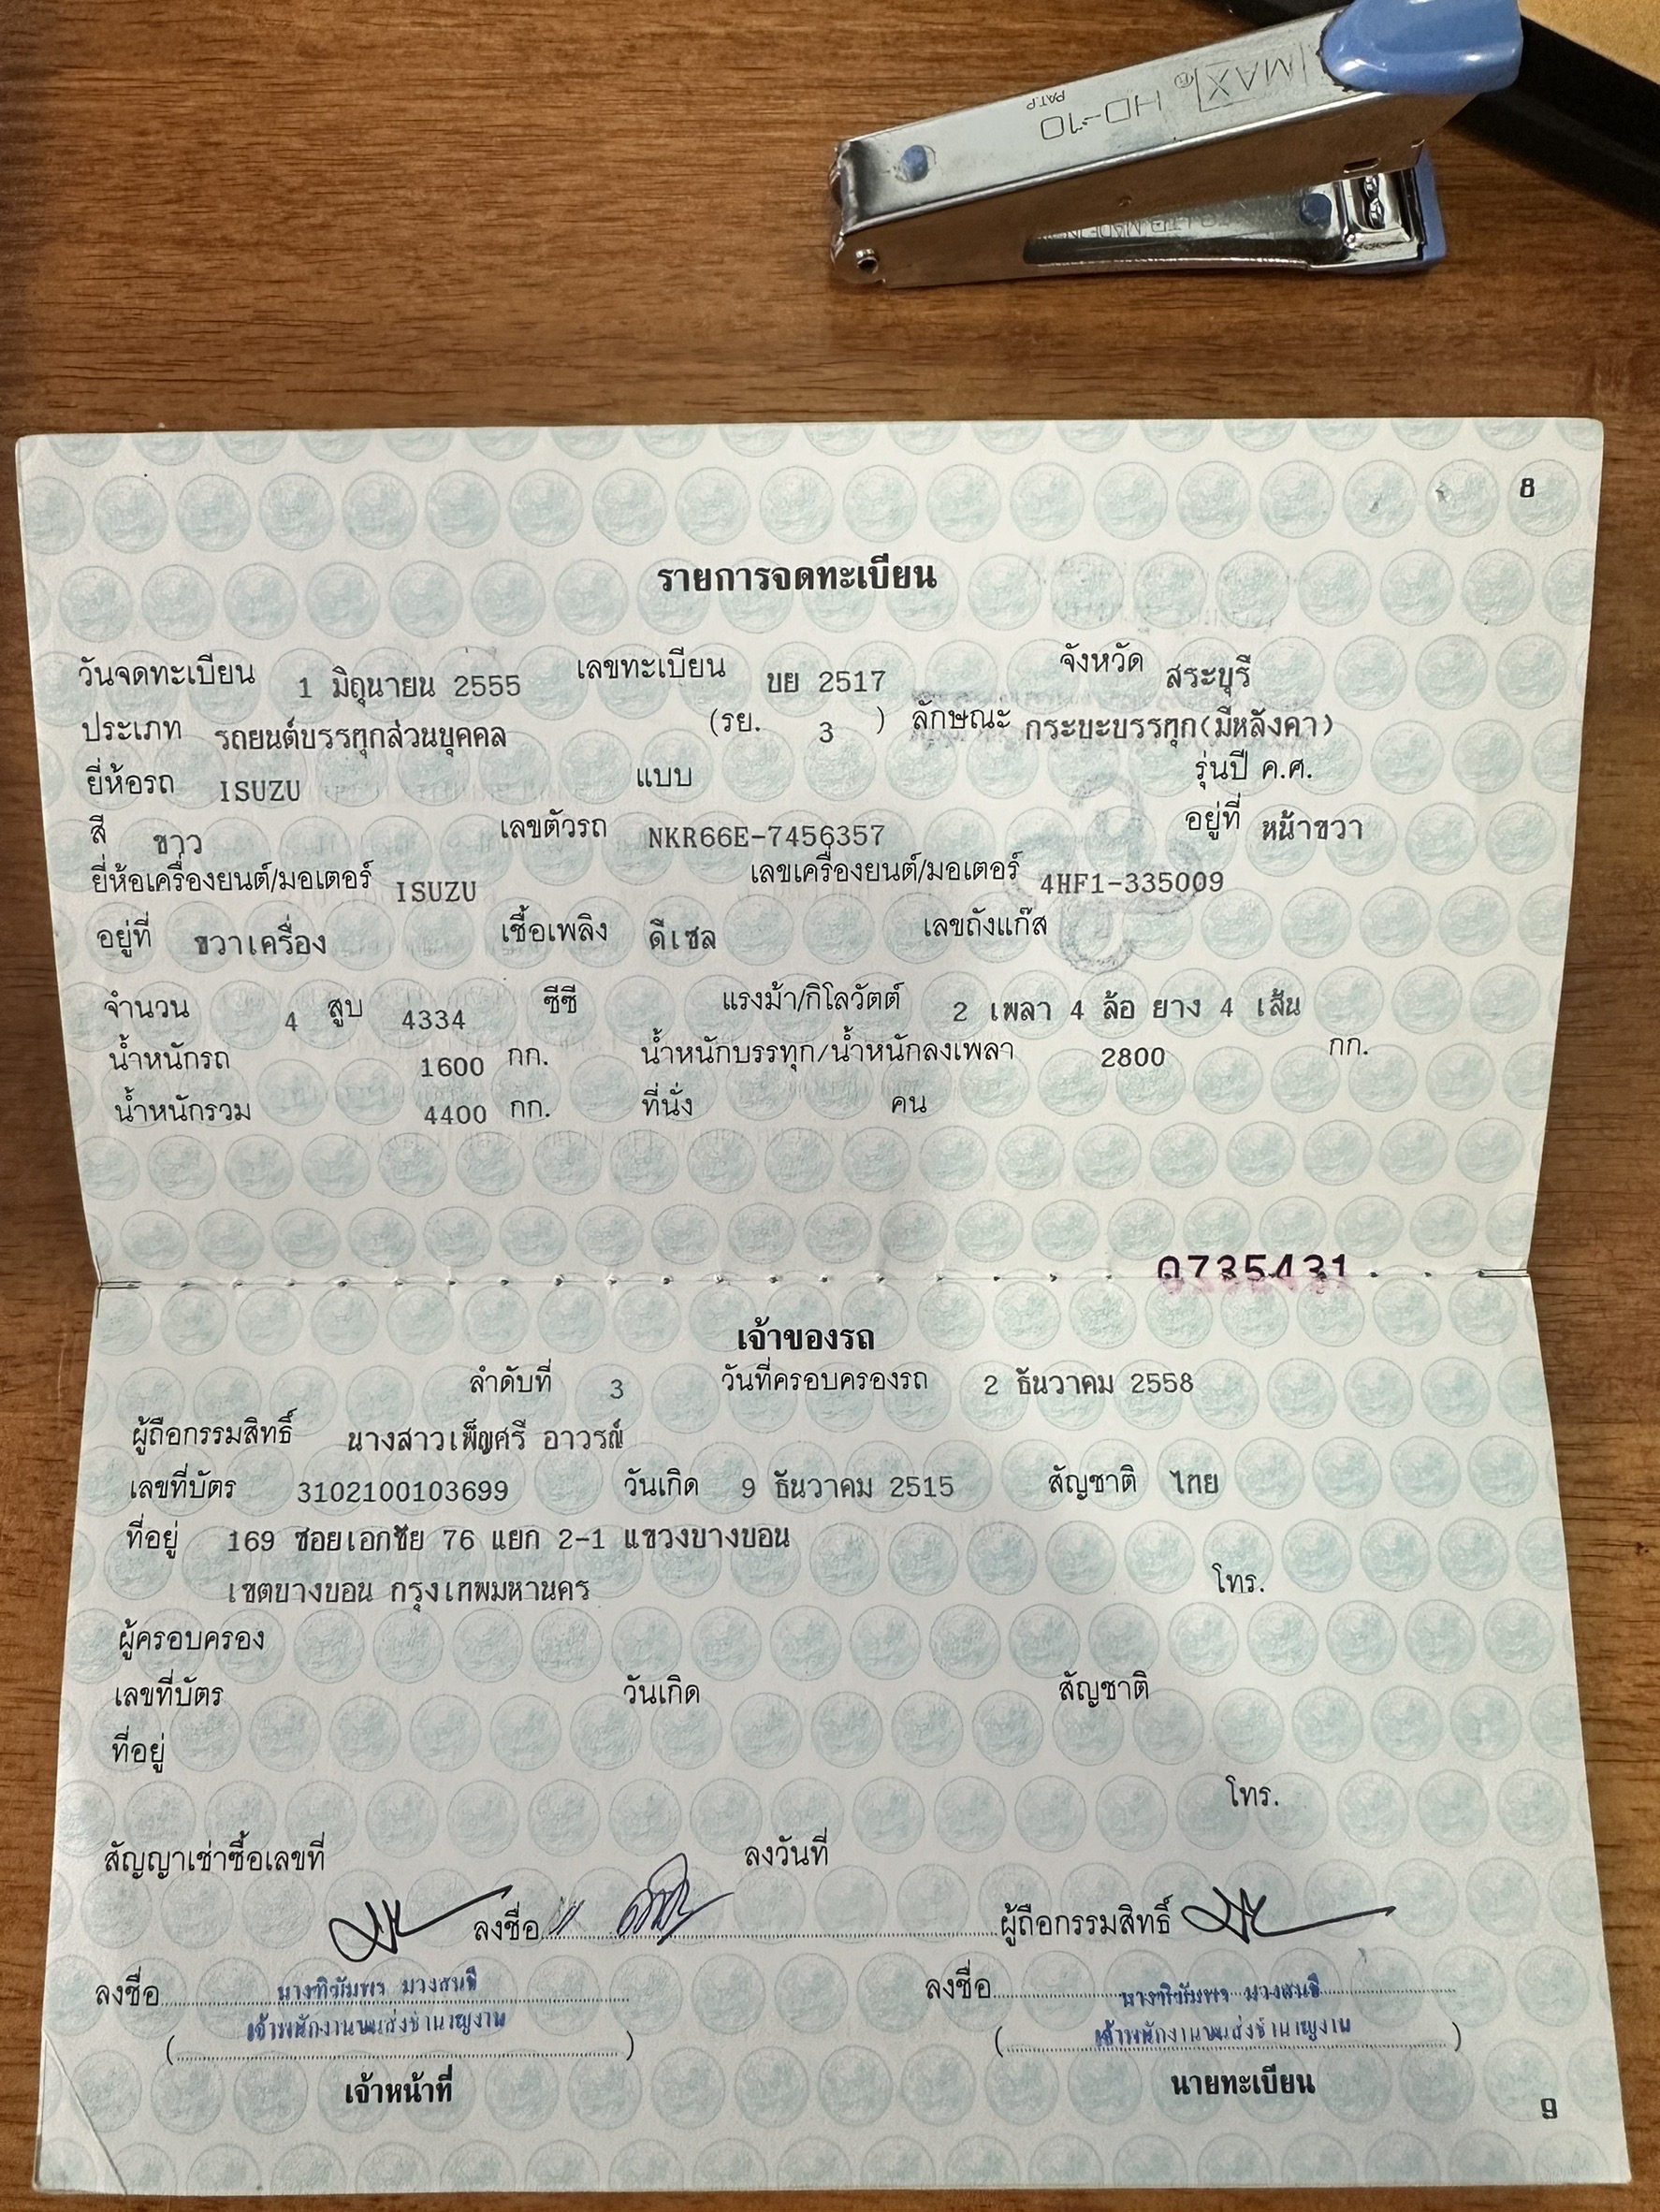 MAX
HD-10
PAT.P
8
รายการจดทะเบียน
วันจดทะเบียน 1 มิถุนายน 2555 เลขทะเบียน บย 2517 จังหวัด สระบุรี
ประเภท รถยนต์บรรทุกส่วนบุคคล (รย. 3 ) ลักษณะ กระบะบรรทุก(มีหลังคา)
ยี่ห้อรถ ISUZU แบบ รุ่นปี ค.ศ.
สี ขาว เลขตัวรถ NKR66E-7456357 อยู่ที่ หน้าขวา
ยี่ห้อเครื่องยนต์/มอเตอร์ ISUZU เลขเครื่องยนต์/มอเตอร์ 4HF1-335009
อยู่ที่ ขวาเครื่อง เชื้อเพลิง ดีเซล เลขถังแก๊ส
จำนวน 4 สูบ 4334 ซีซี แรงม้า/กิโลวัตต์ 2 เพลา 4 ล้อ ยาง 4 เส้น
น้ำหนักรถ 1600 กก. น้ำหนักบรรทุก/น้ำหนักลงเพลา 2800 กก.
น้ำหนักรวม 4400 กก. ที่นั่ง คน
0735431
เจ้าของรถ
ลำดับที่ 3 วันที่ครอบครองรถ 2 ธันวาคม 2558
ผู้ถือกรรมสิทธิ์ นางสาวเพ็ญศรี อาวรณ์
เลขที่บัตร 3102100103699 วันเกิด 9 ธันวาคม 2515 สัญชาติ ไทย
ที่อยู่ 169 ซอยเอกชัย 76 แยก 2-1 แขวงบางบอน
เขตบางบอน กรุงเทพมหานคร โทร.
ผู้ครอบครอง
เลขที่บัตร วันเกิด สัญชาติ
ที่อยู่
โทร.
สัญญาเช่าซื้อเลขที่ ลงวันที่
ลงชื่อ ผู้ถือกรรมสิทธิ์
ลงชื่อ ลงชื่อ
เจ้าพนักงานขนส่งชำนาญงาน เจ้าพนักงานขนส่งชำนาญงาน
เจ้าหน้าที่ นายทะเบียน
9